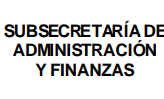 SUBSECRETARÍA DE
ADMINISTRACIÓN
Y FINANZAS